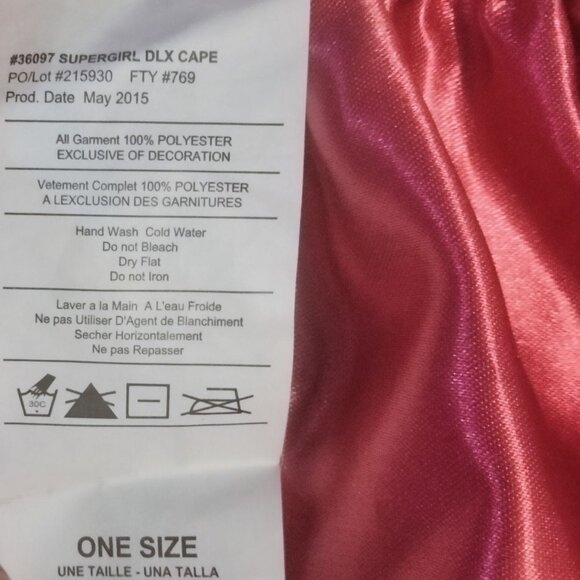 #36097 SUPERGIRL DLX CAPE
PO/Lot #215930 FTY #769
Prod. Date May 2015
All Garment 100% POLYESTER
EXCLUSIVE OF DECORATION
Vetement Complet 100% POLYESTER
A LEXCLUSION DES GARNITURES
Hand Wash Cold Water
Do not Bleach
Dry Flat
Do not Iron
Laver a la Main A L'eau Froide
Ne pas Utiliser D'Agent de Blanchiment
Secher Horizontalement
Ne pas Repasser
30C
ONE SIZE
UNE TAILLE - UNA TALLA